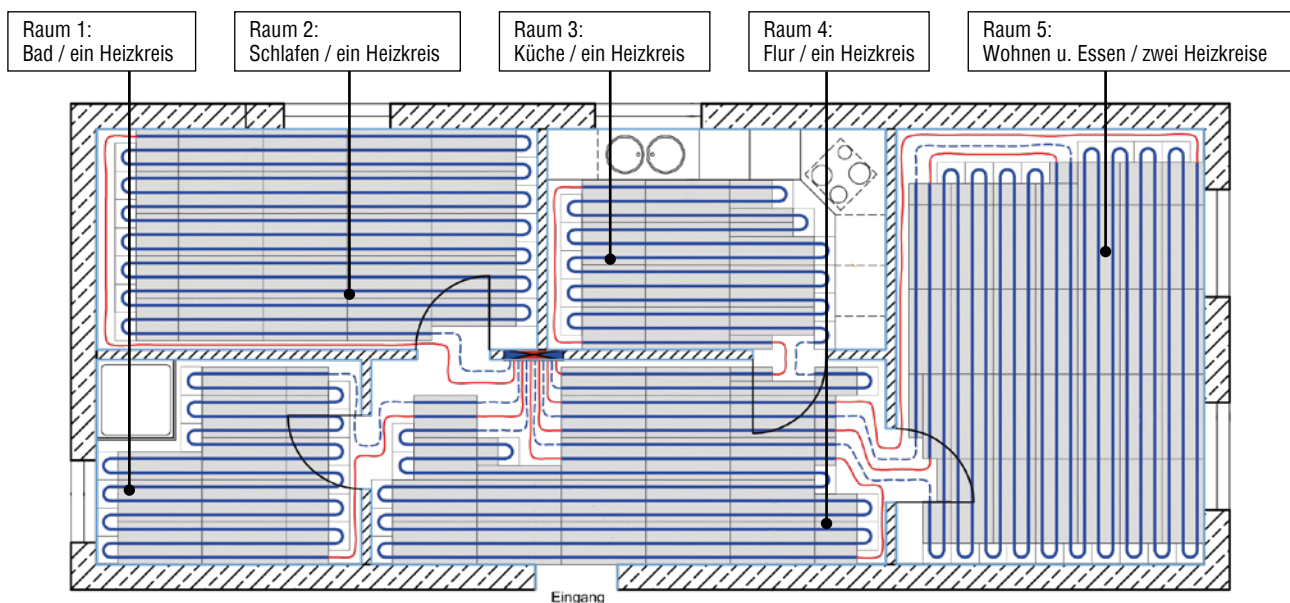 Raum 1:
Bad / ein Heizkreis
Raum 2:
Schlafen / ein Heizkreis
Raum 3:
Küche / ein Heizkreis
Raum 4:
Flur / ein Heizkreis
Raum 5:
Wohnen u. Essen / zwei Heizkreise
Eingang